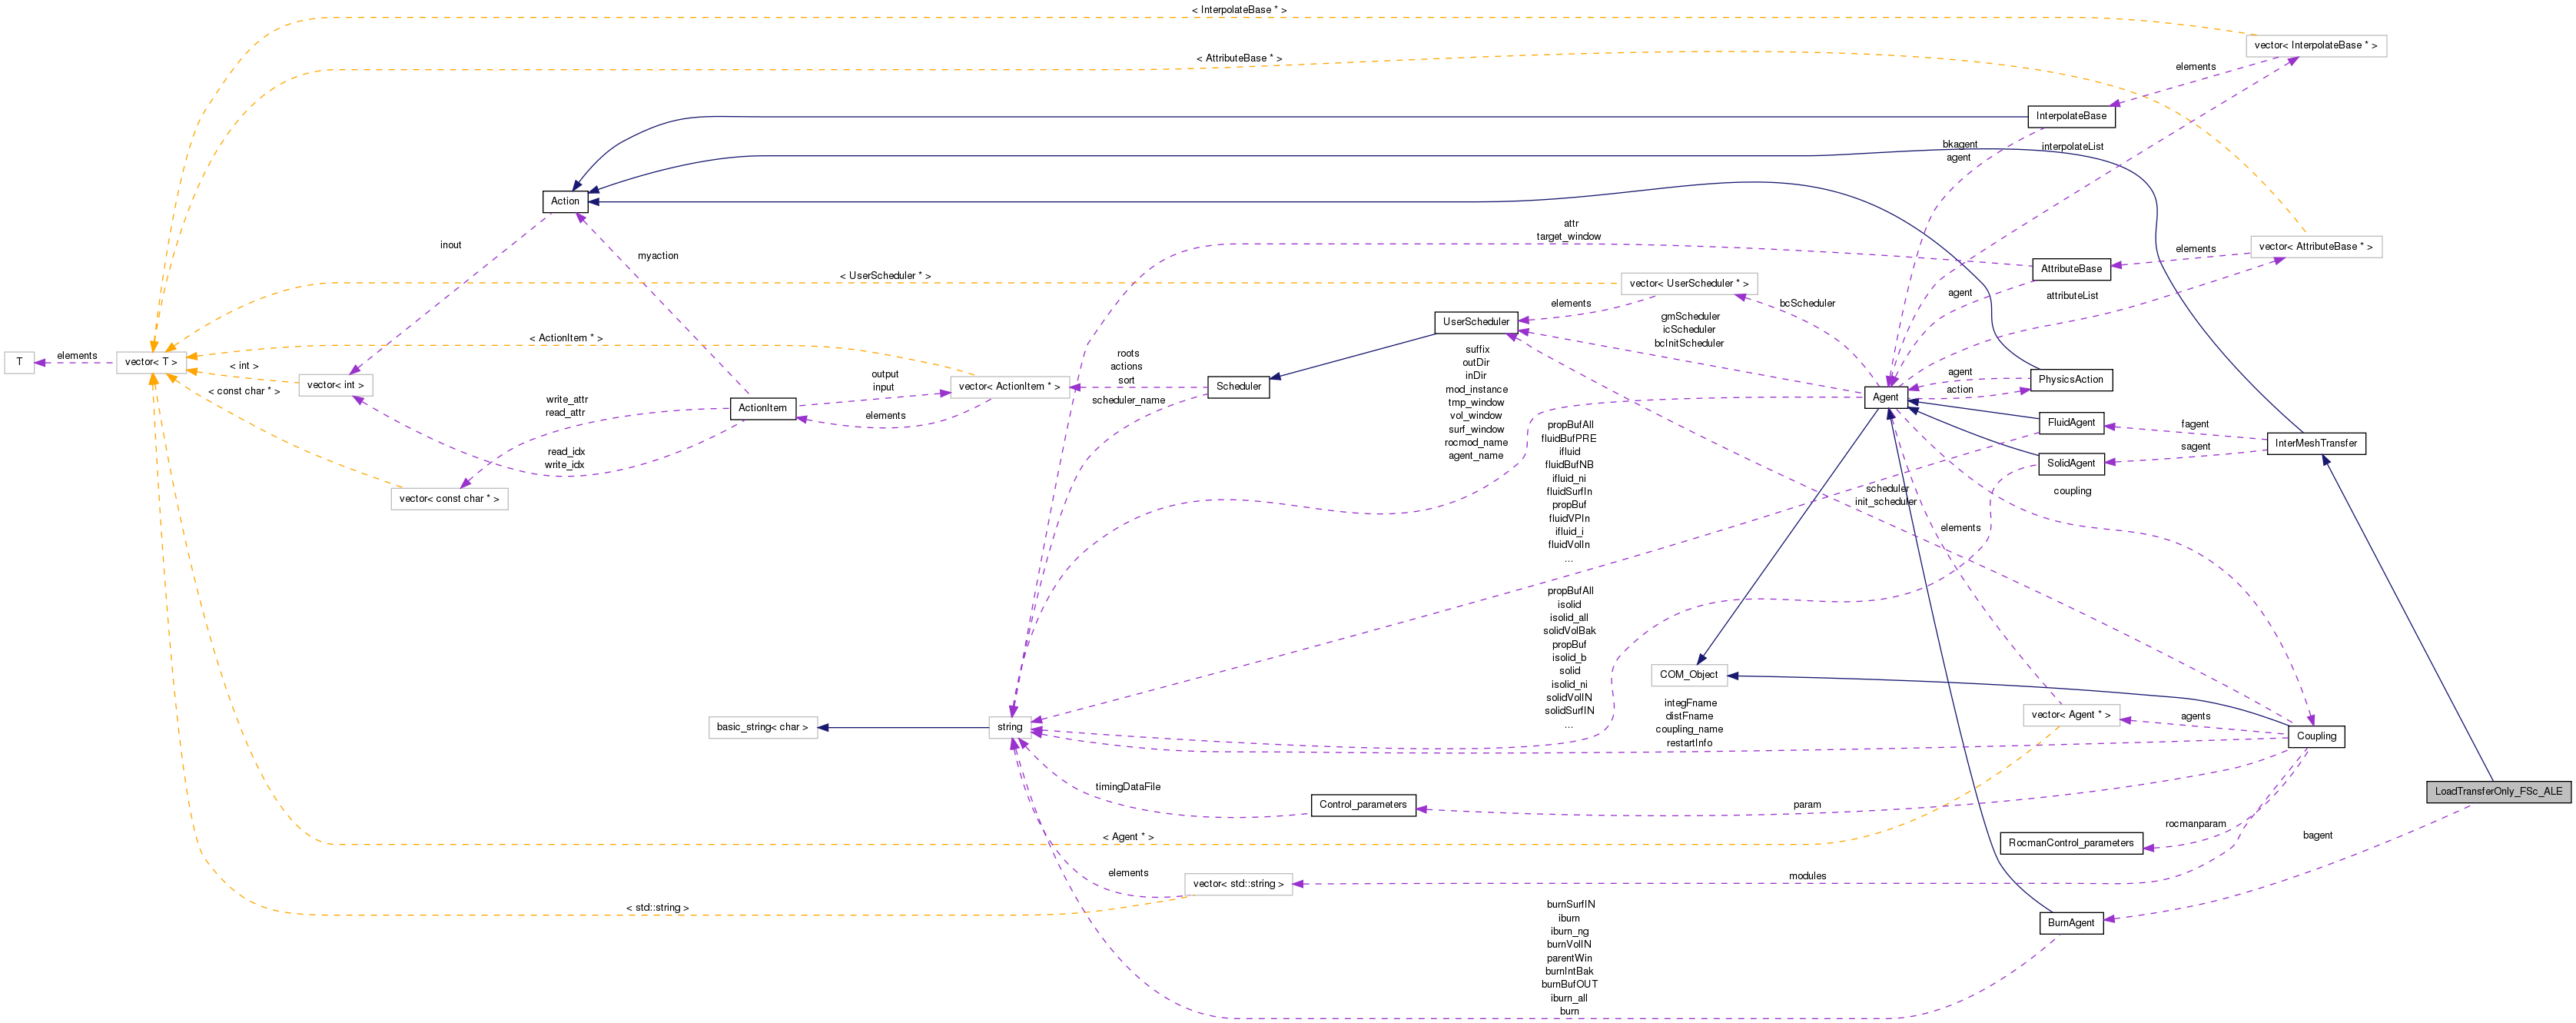 < InterpolateBase * >
vector< InterpolateBase * >
< AttributeBase * >
elements
InterpolateBase
bkagent
agent
interpolateList
Action
attr
target_window
inout
myaction
elements
vector< AttributeBase * >
AttributeBase
< UserScheduler * >
vector< UserScheduler * >
agent
attributeList
elements
bcScheduler
UserScheduler
gmScheduler
icScheduler
bcInitScheduler
< ActionItem * >
T
elements
vector< T >
< int >
< const char * >
vector< int >
roots
actions
sort
scheduler_name
output
input
elements
vector< ActionItem * >
Scheduler
suffix
outDir
inDir
mod_instance
tmp_window
vol_window
surf_window
rocmod_name
agent_name
agent
action
PhysicsAction
Agent
write_attr
read_attr
ActionItem
read_idx
write_idx
vector< const char * >
FluidAgent
fagent
SolidAgent
sagent
InterMeshTransfer
propBufAll
fluidBufPRE
ifluid
fluidBufNB
ifluid_ni
fluidSurfIn
propBuf
fluidVPIn
ifluid_i
fluidVolIn
...
scheduler
init_scheduler
coupling
elements
propBufAll
isolid
isolid_all
solidVolBak
propBuf
isolid_b
solid
isolid_ni
solidVolIN
solidSurfIN
...
COM_Object
integFname
distFname
coupling_name
restartInfo
basic_string< char >
string
vector< Agent * >
agents
Coupling
timingDataFile
Control_parameters
param
LoadTransferOnly_FSc_ALE
rocmanparam
RocmanControl_parameters
bagent
< Agent * >
elements
vector< std::string >
modules
< std::string >
burnSurfIN
iburn
iburn_ng
burnVolIN
parentWin
burnIntBak
burnBufOUT
iburn_all
burn
BurnAgent